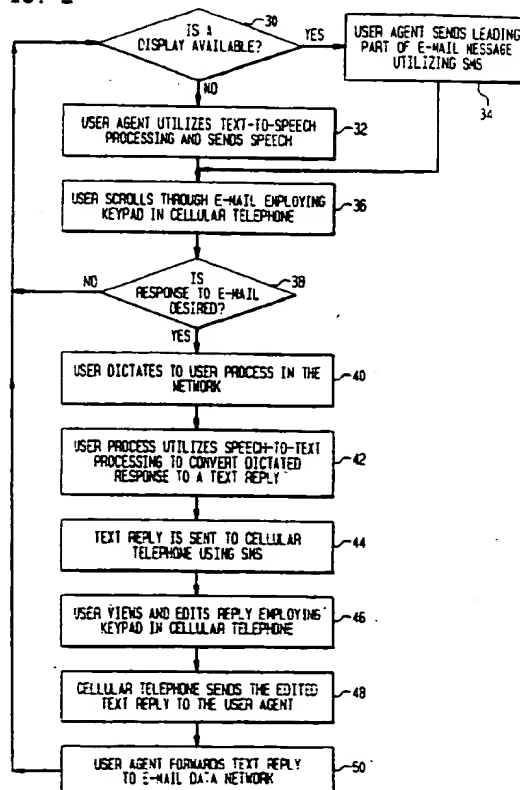 IS A
DISPLAY AVAILABLE?
30
YES
USER AGENT SENDS LEADING
PART OF E-MAIL MESSAGE
UTILIZING SMS
34
NO
USER AGENT UTILIZES TEXT-TO-SPEECH
PROCESSING AND SENDS SPEECH
32
USER SCROLLS THROUGH E-MAIL EMPLOYING
KEYPAD IN CELLULAR TELEPHONE
36
NO
IS
RESPONSE TO E-MAIL
DESIRED?
38
YES
USER DICTATES TO USER PROCESS IN THE
NETWORK
40
USER PROCESS UTILIZES SPEECH-TO-TEXT
PROCESSING TO CONVERT DICTATED
RESPONSE TO A TEXT REPLY
42
TEXT REPLY IS SENT TO CELLULAR
TELEPHONE USING SMS
44
USER VIEWS AND EDITS REPLY EMPLOYING
KEYPAD IN CELLULAR TELEPHONE
46
CELLULAR TELEPHONE SENDS THE EDITED
TEXT REPLY TO THE USER AGENT
48
USER AGENT FORWARDS TEXT REPLY
TO E-MAIL DATA NETWORK
50